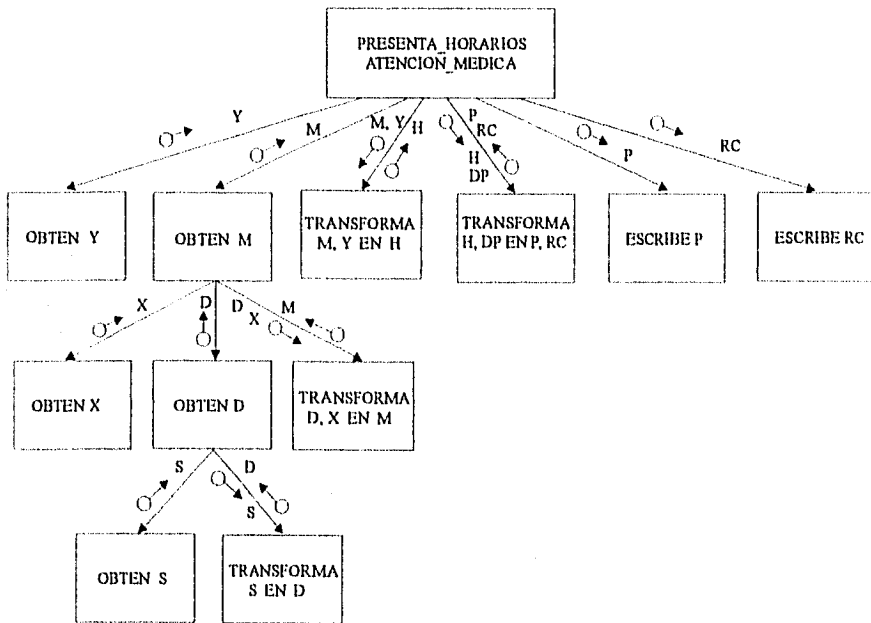 PRESENTA_HORARIOS
ATENCION_MEDICA
Y
M
M, Y
H
P
RC
H
DP
P
RC
OBTEN Y
OBTEN M
TRANSFORMA
M, Y EN H
TRANSFORMA
H, DP EN P, RC
ESCRIBE P
ESCRIBE RC
X
D
D
X
M
OBTEN X
OBTEN D
TRANSFORMA
D, X EN M
S
D
S
OBTEN S
TRANSFORMA
S EN D